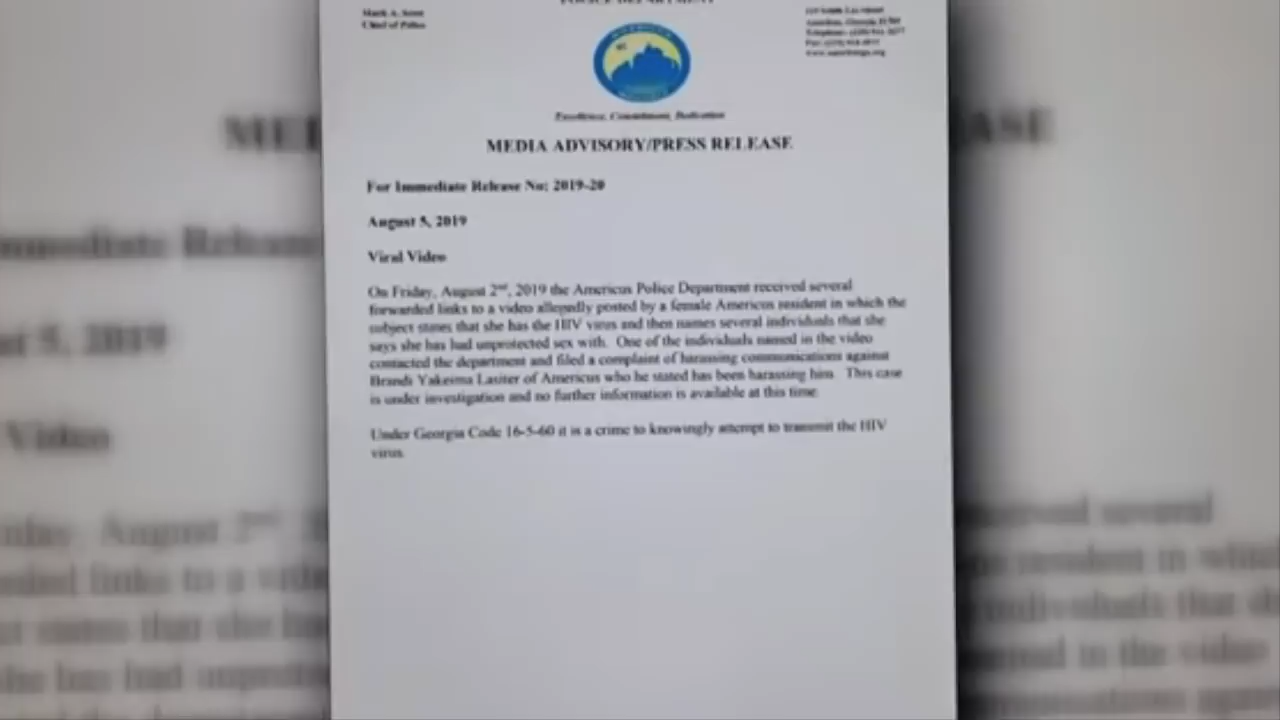 Chief of Police
POLICE DEPARTMENT
Excellence, Commitment, Dedication
MEDIA ADVISORY/PRESS RELEASE
For Immediate Release No: 2019-20
August 5, 2019
Viral Video
On Friday, August 2nd, 2019 the Americus Police Department received several
forwarded links to a video allegedly posted by a female Americus resident in which the
subject states that she has the HIV virus and then names several individuals that she
says she has had unprotected sex with. One of the individuals named in the video
contacted the department and filed a complaint of harassing communications against
Brandi Yakeima Lasiter of Americus who he stated has been harassing him. This case
is under investigation and no further information is available at this time.
Under Georgia Code 16-5-60 it is a crime to knowingly attempt to transmit the HIV
virus.